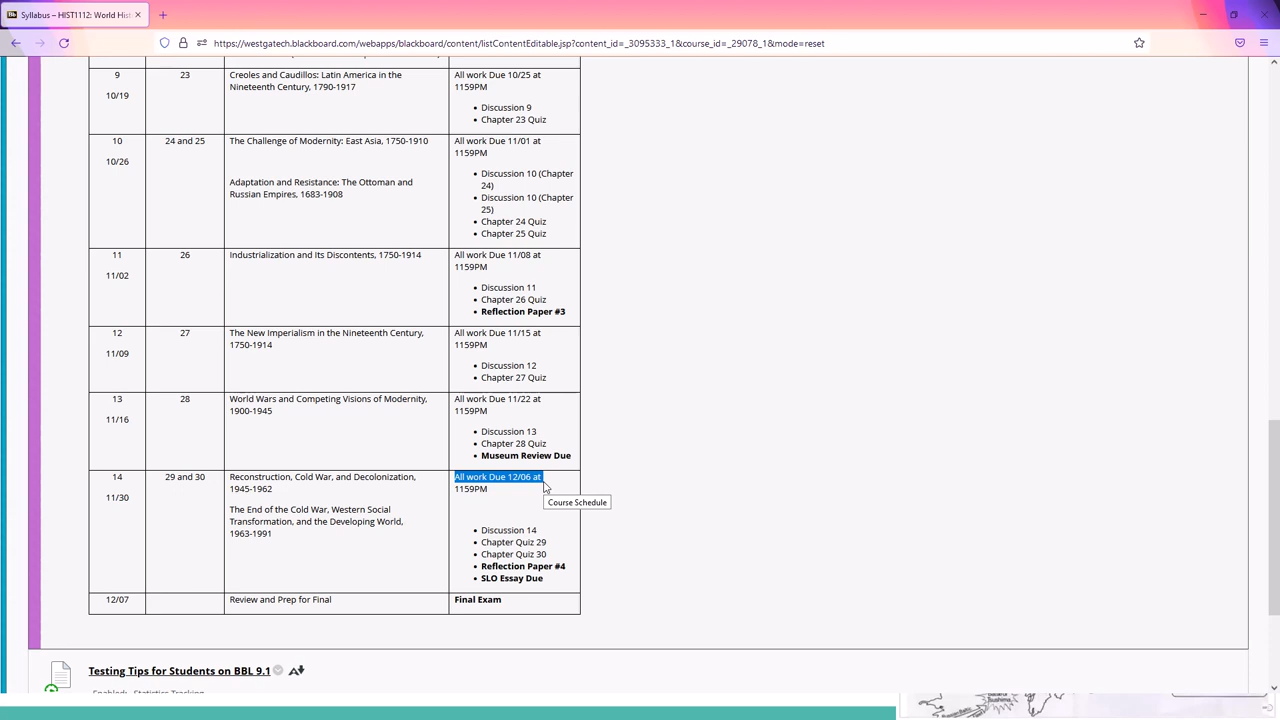 Syllabus – HIST1112: World His
https://westgatech.blackboard.com/webapps/blackboard/content/listContentEditable.jsp?content_id=_3095333_1&course_id=_29078_1&mode=reset
9
10/19
23
Creoles and Caudillos: Latin America in the
Nineteenth Century, 1790-1917
All work Due 10/25 at
1159PM
• Discussion 9
• Chapter 23 Quiz
10
10/26
24 and 25
The Challenge of Modernity: East Asia, 1750-1910
Adaptation and Resistance: The Ottoman and
Russian Empires, 1683-1908
All work Due 11/01 at
1159PM
• Discussion 10 (Chapter
24)
• Discussion 10 (Chapter
25)
• Chapter 24 Quiz
• Chapter 25 Quiz
11
11/02
26
Industrialization and Its Discontents, 1750-1914
All work Due 11/08 at
1159PM
• Discussion 11
• Chapter 26 Quiz
• Reflection Paper #3
12
11/09
27
The New Imperialism in the Nineteenth Century,
1750-1914
All work Due 11/15 at
1159PM
• Discussion 12
• Chapter 27 Quiz
13
11/16
28
World Wars and Competing Visions of Modernity,
1900-1945
All work Due 11/22 at
1159PM
• Discussion 13
• Chapter 28 Quiz
• Museum Review Due
14
11/30
29 and 30
Reconstruction, Cold War, and Decolonization,
1945-1962
The End of the Cold War, Western Social
Transformation, and the Developing World,
1963-1991
All work Due 12/06 at
1159PM
Course Schedule
• Discussion 14
• Chapter Quiz 29
• Chapter Quiz 30
• Reflection Paper #4
• SLO Essay Due
12/07
Review and Prep for Final
Final Exam
Testing Tips for Students on BBL 9.1
Enabled: Statistics Tracking